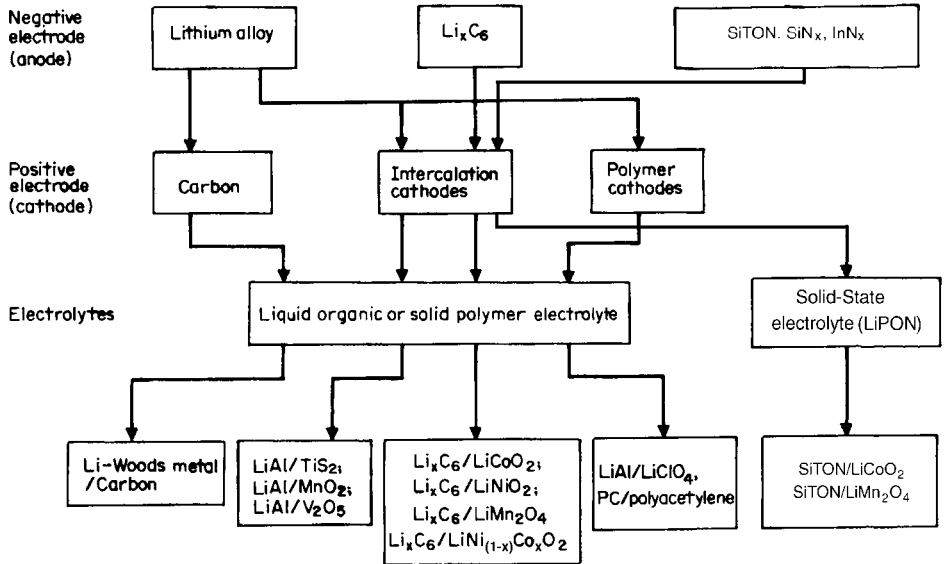 Negative
electrode
(anode)
Lithium alloy
LiₓC₆
SiTON. SiNₓ, InNₓ
Positive
electrode
(cathode)
Carbon
Intercalation
cathodes
Polymer
cathodes
Electrolytes
Liquid organic or solid polymer electrolyte
Solid-State
electrolyte (LiPON)
Li-Woods metal
/Carbon
LiAl/TiS₂;
LiAl/MnO₂;
LiAl/V₂O₅
LiₓC₆/LiCoO₂;
LiₓC₆/LiNiO₂;
LiₓC₆/LiMn₂O₄
LiₓC₆/LiNi₍₁₋ₓ₎CoₓO₂
LiAl/LiClO₄,
PC/polyacetylene
SiTON/LiCoO₂
SiTON/LiMn₂O₄